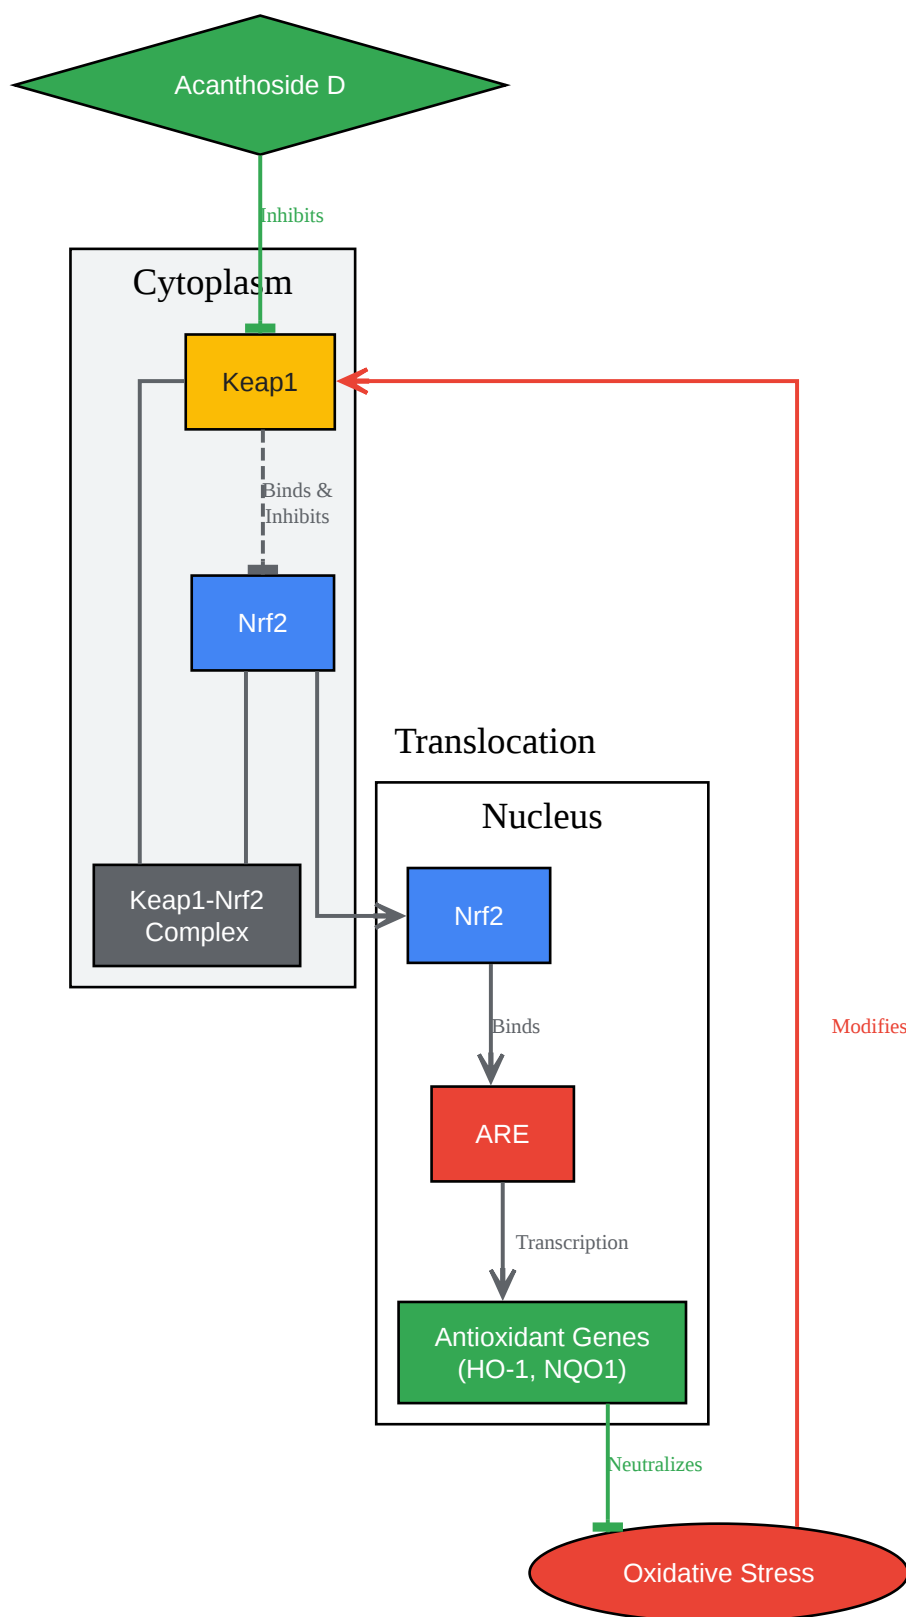 Acanthoside D
Inhibits
Cytoplasm
Keap1
Binds &
Inhibits
Nrf2
Translocation
Nucleus
Keap1-Nrf2
Complex
Nrf2
Binds
Modifies
ARE
Transcription
Antioxidant Genes
(HO-1, NQO1)
Neutralizes
Oxidative Stress